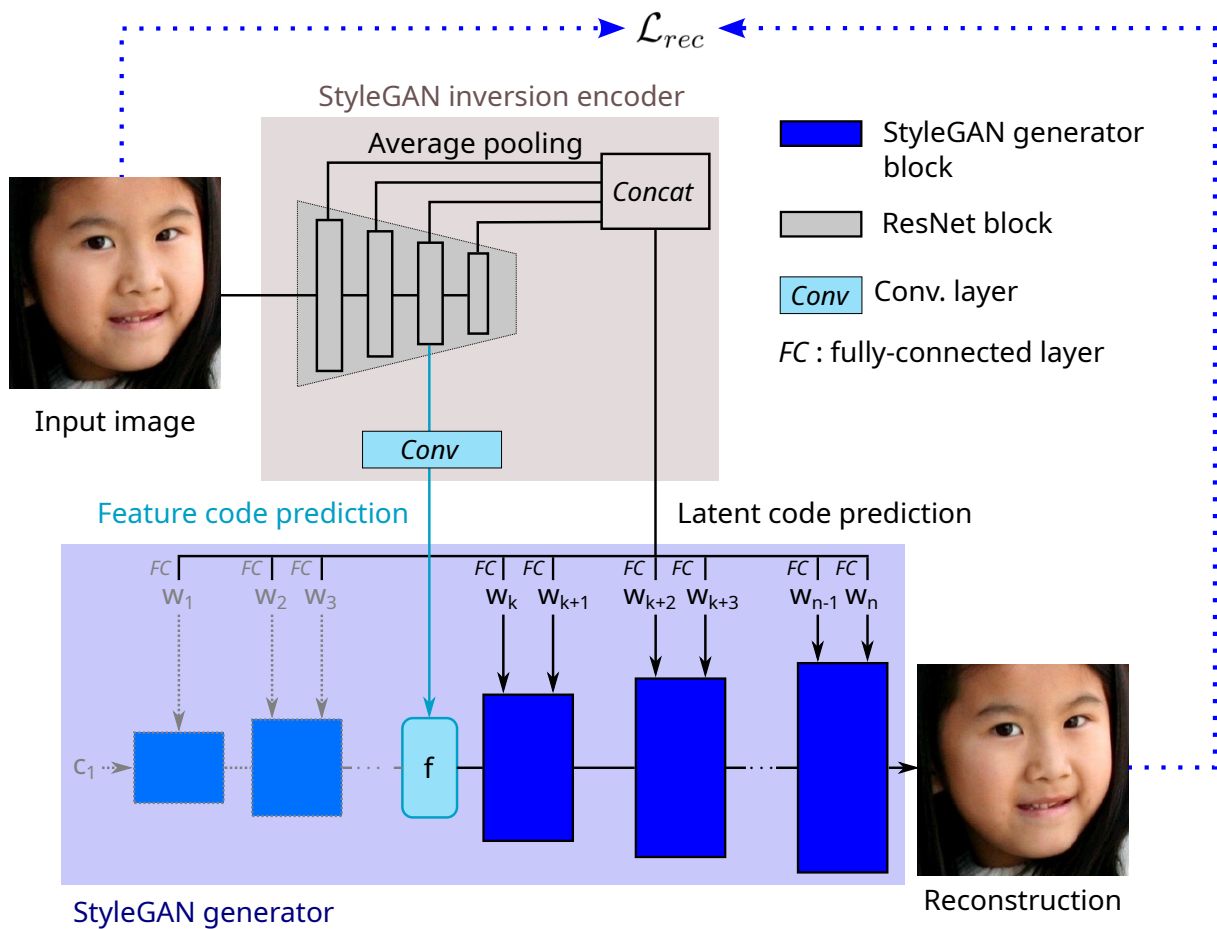 𝓛rec
StyleGAN inversion encoder
Average pooling
Concat
StyleGAN generator
block
ResNet block
Conv Conv. layer
FC : fully-connected layer
Input image
Conv
Feature code prediction
Latent code prediction
FC FC FC FC FC FC FC FC FC
w1 w2 w3 wk wk+1 wk+2 wk+3 wn-1 wn
c1 ... f ...
Reconstruction
StyleGAN generator